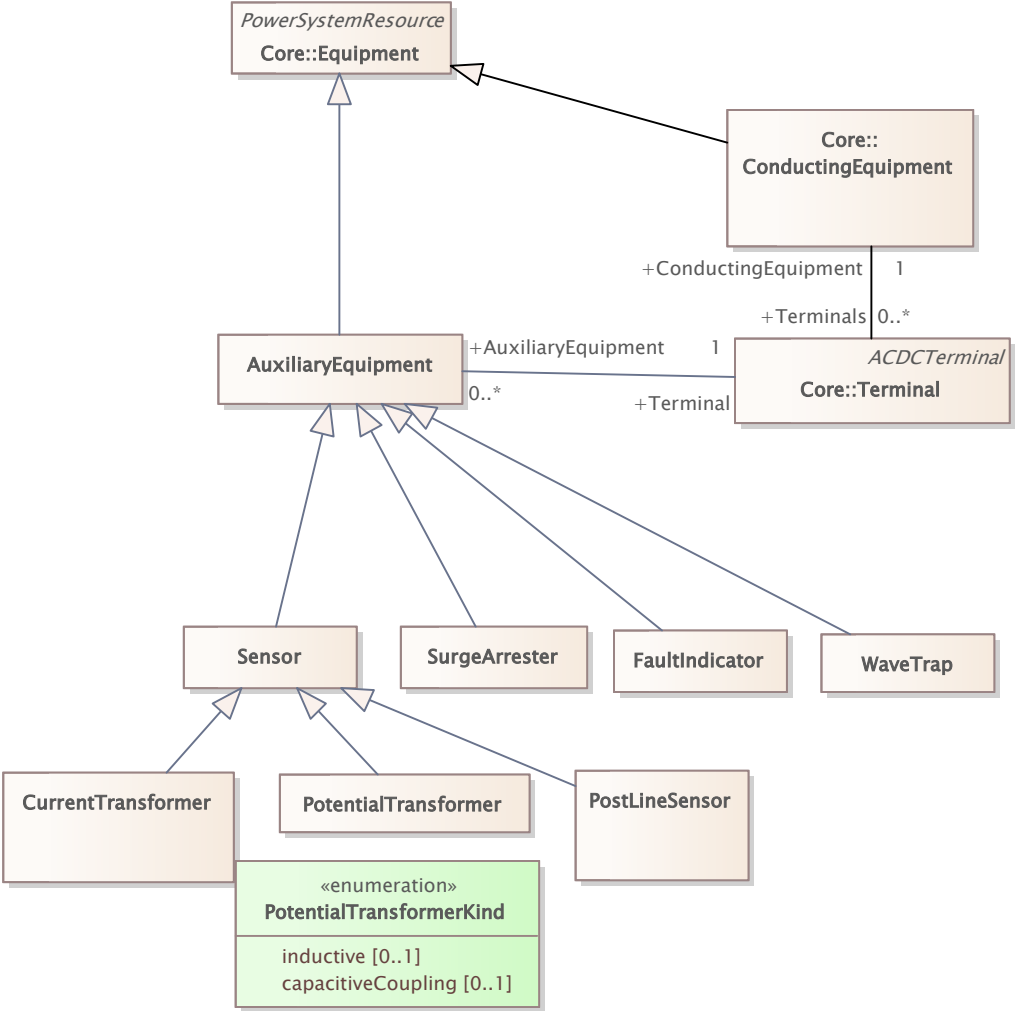 PowerSystemResource
Core::Equipment
Core::
ConductingEquipment
+ConductingEquipment 1
+Terminals 0..*
+AuxiliaryEquipment 1
ACDCTerminal
AuxiliaryEquipment
Core::Terminal
0..*
+Terminal
Sensor
SurgeArrester
FaultIndicator
WaveTrap
CurrentTransformer
PotentialTransformer
PostLineSensor
«enumeration»
PotentialTransformerKind
inductive [0..1]
capacitiveCoupling [0..1]